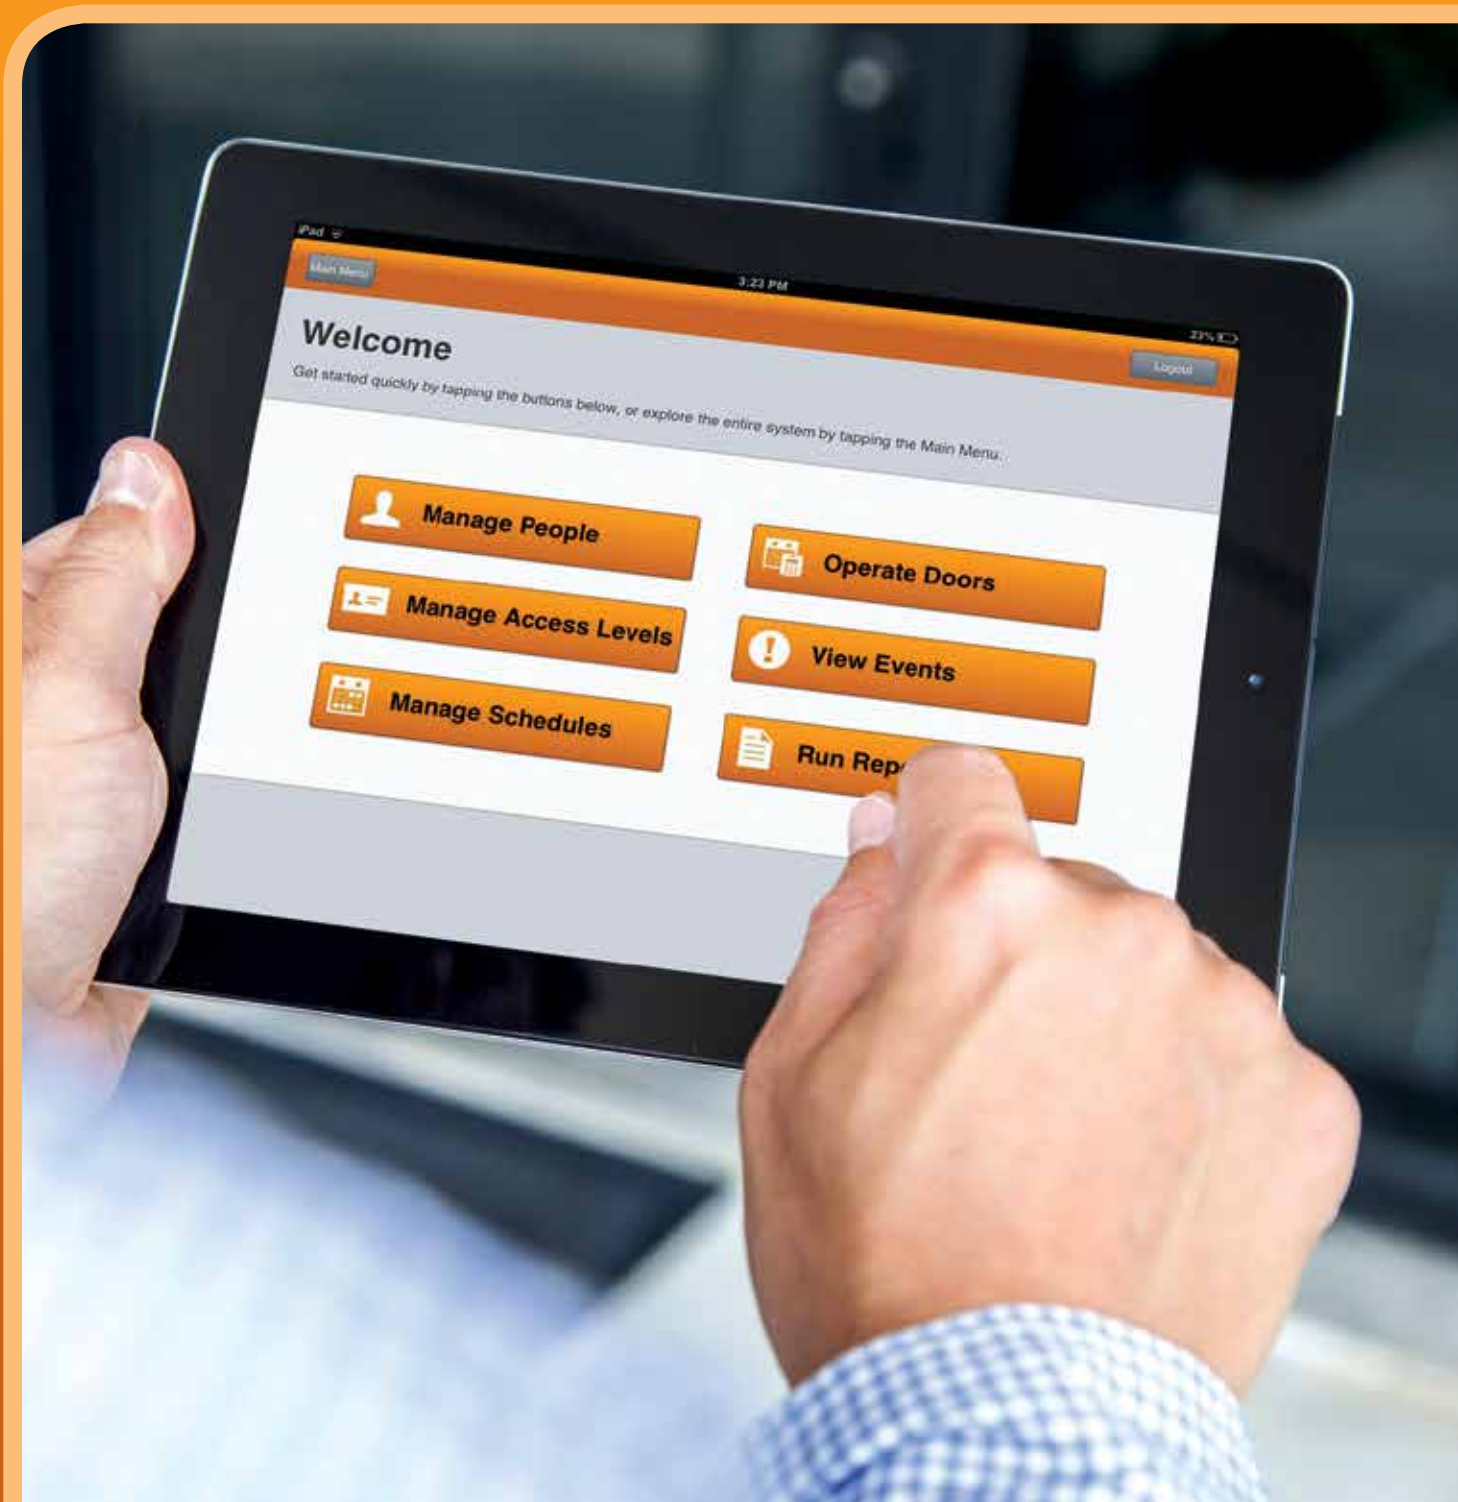 iPad
3:23 PM
23%
Main Menu
Logout
Welcome
Get started quickly by tapping the buttons below, or explore the entire system by tapping the Main Menu.
Manage People
Operate Doors
Manage Access Levels
View Events
Manage Schedules
Run Rep